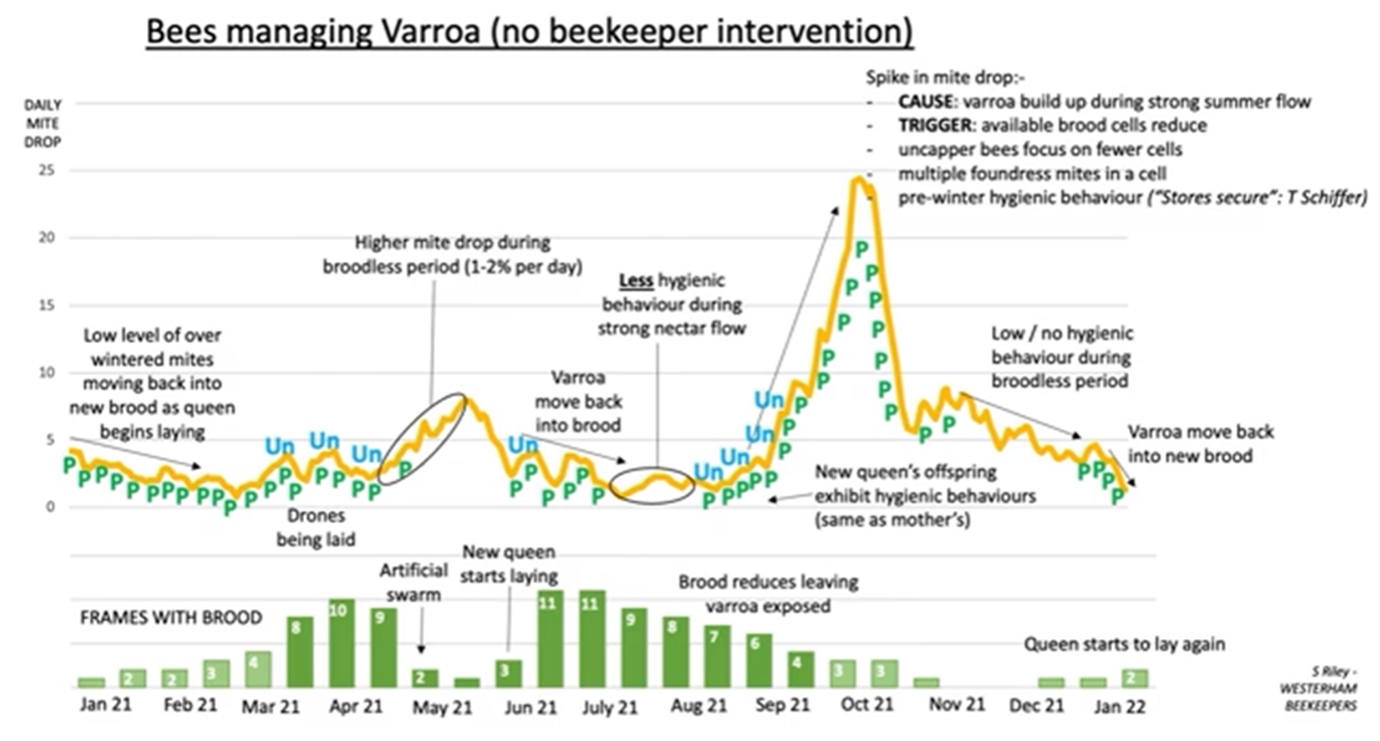 Bees managing Varroa (no beekeeper intervention)
Spike in mite drop:-
- CAUSE: varroa build up during strong summer flow
- TRIGGER: available brood cells reduce
- uncapper bees focus on fewer cells
- multiple foundress mites in a cell
- pre-winter hygienic behaviour ("Stores secure": T Schiffer)
DAILY
MITE
DROP
25
20
15
10
5
0
Higher mite drop during
broodless period (1-2% per day)
Less hygienic
behaviour during
strong nectar flow
Low level of over
wintered mites
moving back into
new brood as queen
begins laying
Varroa
move back
into brood
Low / no hygienic
behaviour during
broodless period
Varroa move back
into new brood
New queen's offspring
exhibit hygienic behaviours
(same as mother's)
Un Un Un Un Un Un Un Un
P P P P P P P P P P P P P P P P P P P P P P P P P P P P P P P P P P P P P P P P P P P P P P P P P P
Drones
being laid
Artificial
swarm
New queen
starts laying
Brood reduces leaving
varroa exposed
FRAMES WITH BROOD
Queen starts to lay again
2 2 3 4 8 10 9 2 3 11 11 9 8 7 6 4 3 3 2
Jan 21 Feb 21 Mar 21 Apr 21 May 21 Jun 21 July 21 Aug 21 Sep 21 Oct 21 Nov 21 Dec 21 Jan 22
S Riley -
WESTERHAM
BEEKEEPERS